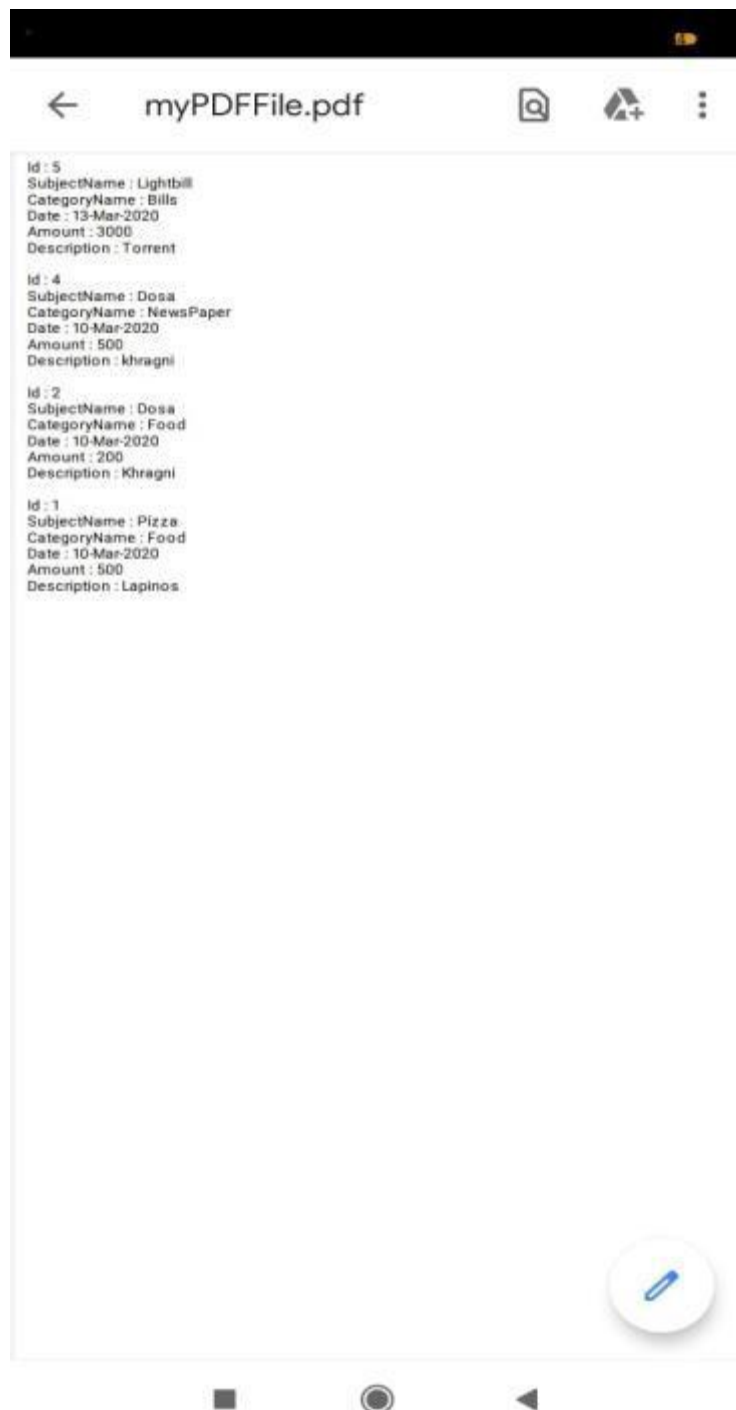 myPDFFile.pdf
Id : 5
SubjectName : Lightbill
CategoryName : Bills
Date : 13-Mar-2020
Amount : 3000
Description : Torrent
Id : 4
SubjectName : Dosa
CategoryName : NewsPaper
Date : 10-Mar-2020
Amount : 500
Description : khragni
Id : 2
SubjectName : Dosa
CategoryName : Food
Date : 10-Mar-2020
Amount : 200
Description : Khragni
Id : 1
SubjectName : Pizza
CategoryName : Food
Date : 10-Mar-2020
Amount : 500
Description : Lapinos